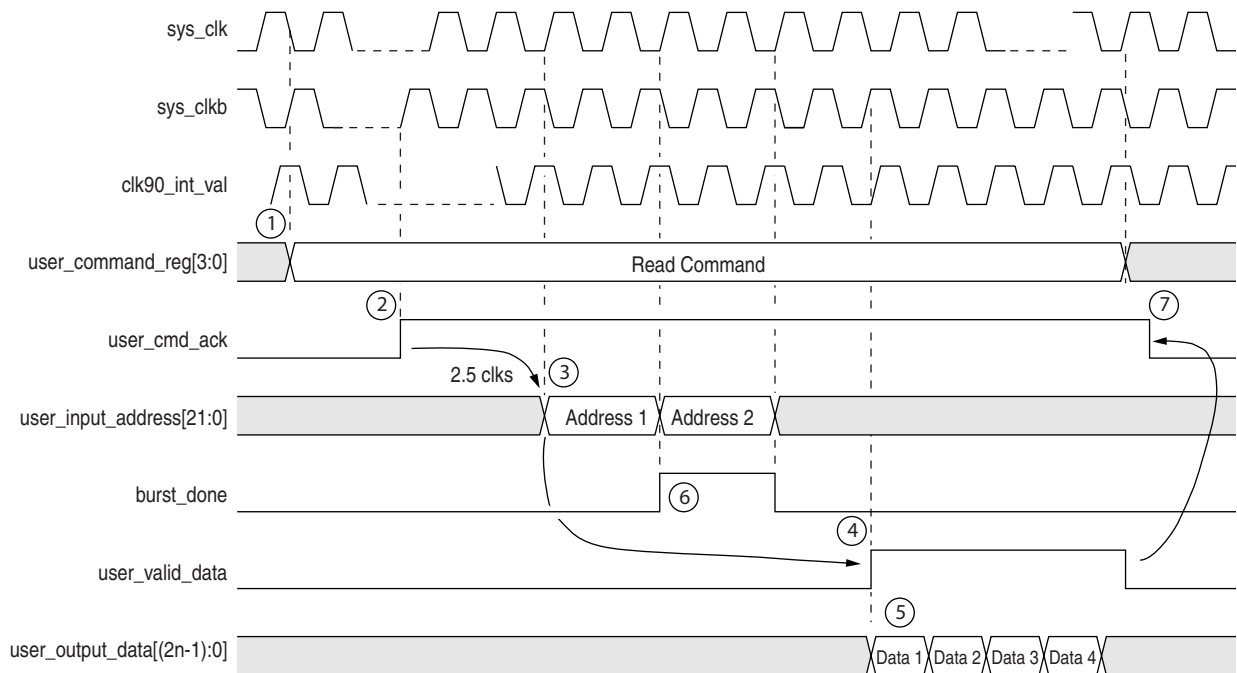 sys_clk
sys_clkb
clk90_int_val
1
user_command_reg[3:0]
Read Command
2
7
user_cmd_ack
2.5 clks
3
user_input_address[21:0]
Address 1
Address 2
burst_done
6
4
user_valid_data
5
user_output_data[(2n-1):0]
Data 1
Data 2
Data 3
Data 4